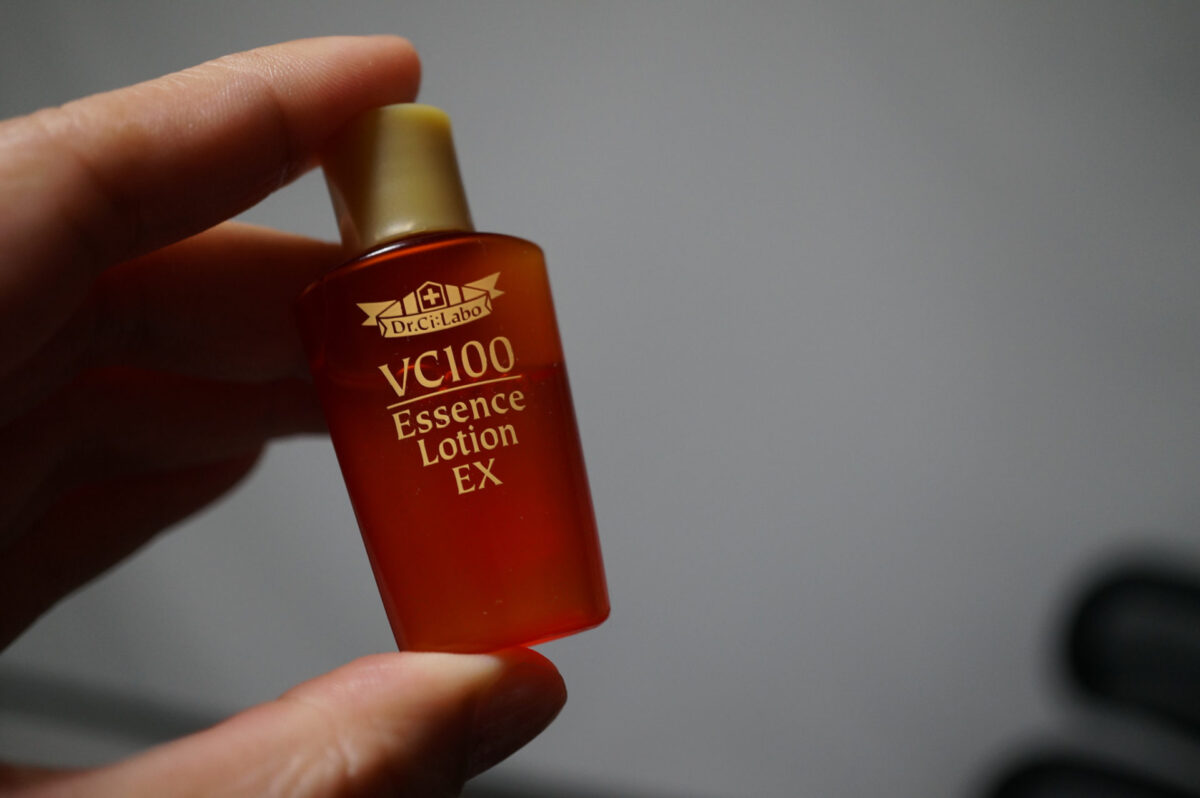 Dr.Ci:Labo
VC100
Essence
Lotion
EX